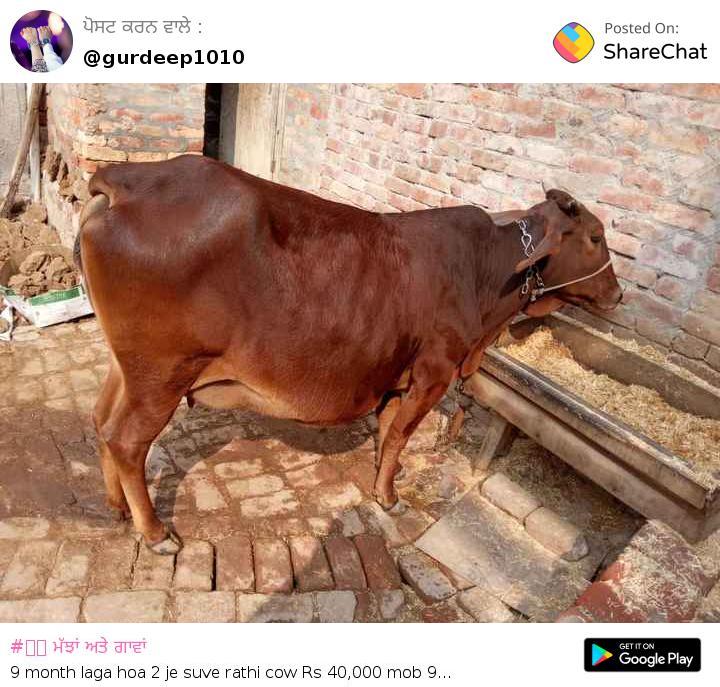 ਪੋਸਟ ਕਰਨ ਵਾਲੇ :
@gurdeep1010
Posted On:
ShareChat
# ਮੱਝਾਂ ਅਤੇ ਗਾਵਾਂ
9 month laga hoa 2 je suve rathi cow Rs 40,000 mob 9...
GET IT ON
Google Play